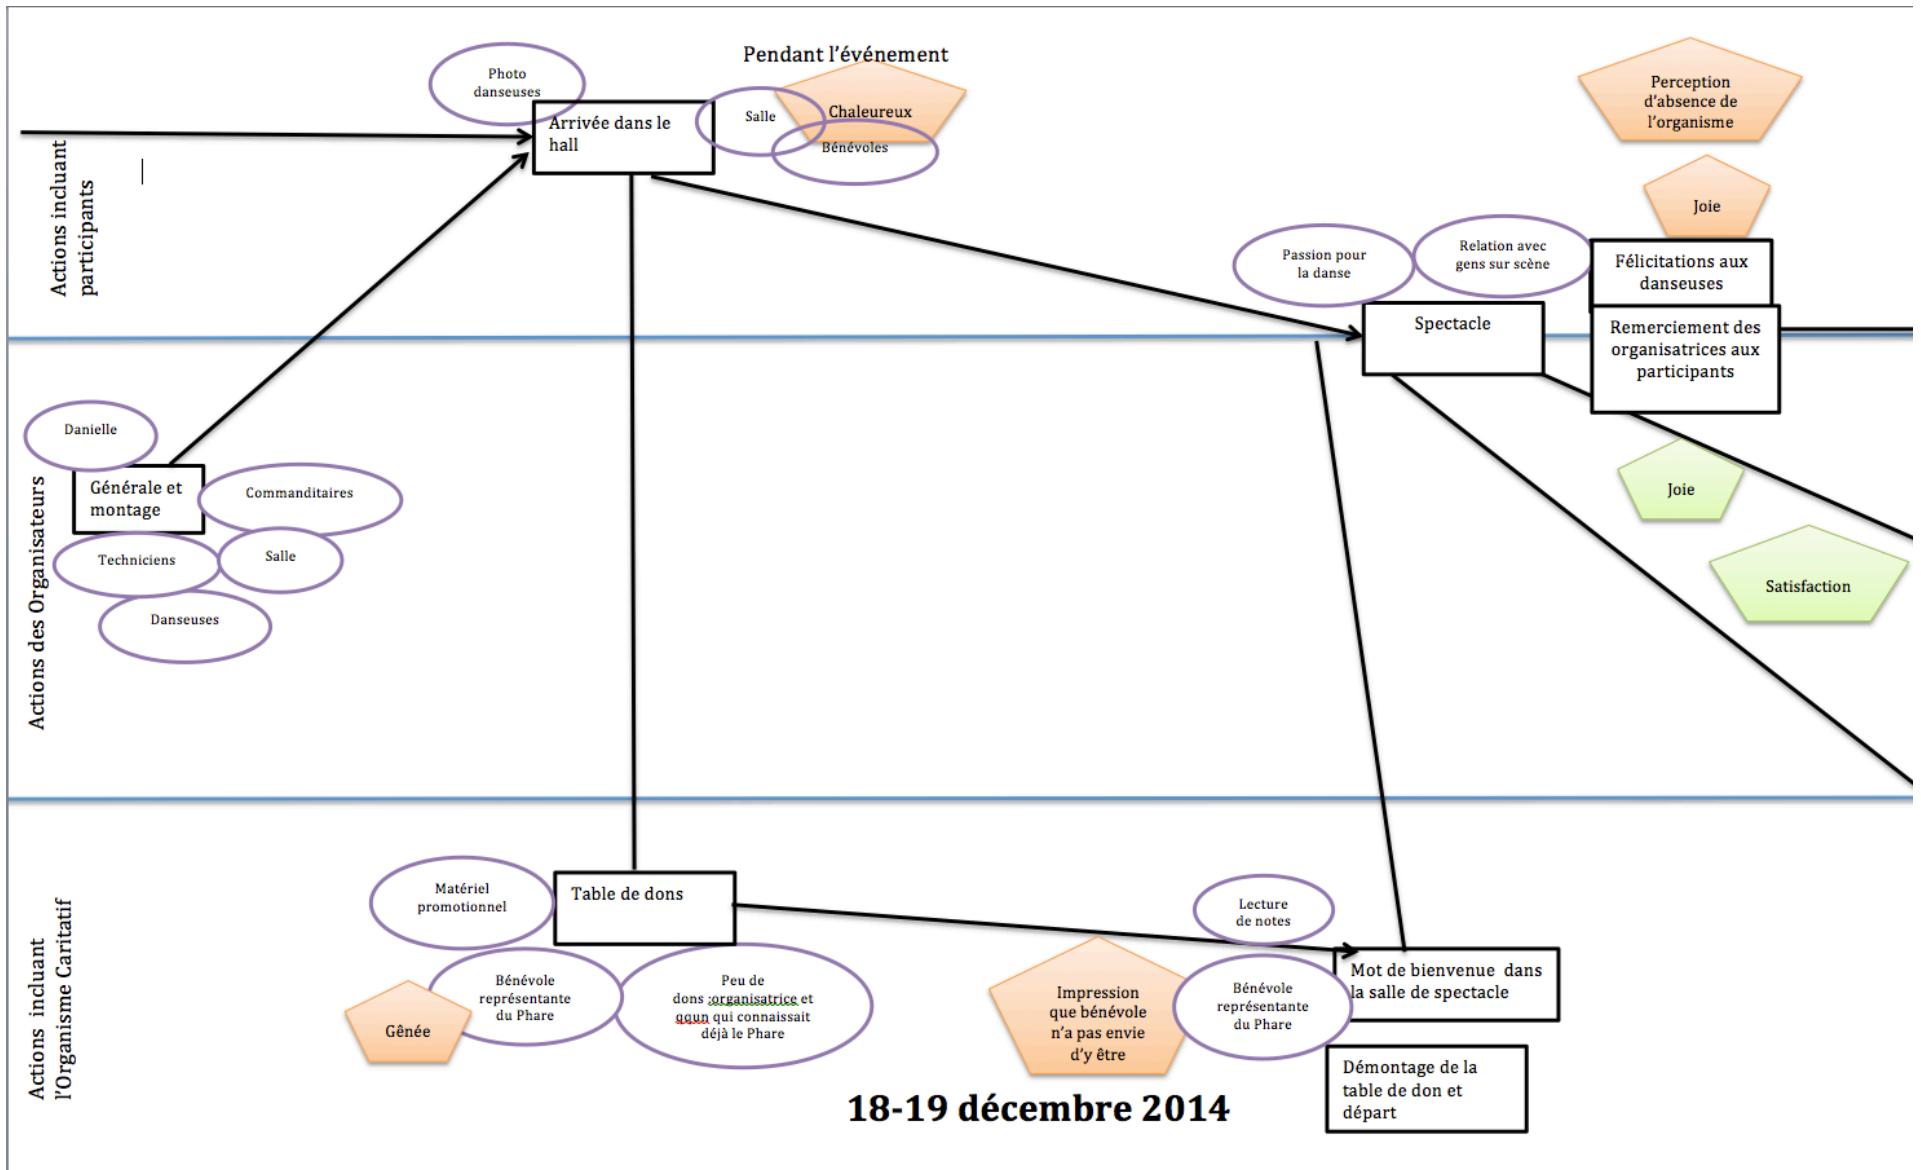 Pendant l'événement
Photo
danseuses
Arrivée dans le
hall
Salle
Chaleureux
Bénévoles
Perception
d'absence de
l'organisme
Joie
Actions incluant
participants
Passion pour
la danse
Relation avec
gens sur scène
Félicitations aux
danseuses
Spectacle
Remerciement des
organisatrices aux
participants
Danielle
Générale et
montage
Commanditaires
Techniciens
Salle
Danseuses
Joie
Satisfaction
Actions des Organisateurs
Matériel
promotionnel
Table de dons
Lecture
de notes
Bénévole
représentante
du Phare
Gênée
Peu de
dons :organisatrice et
qqun qui connaissait
déjà le Phare
Impression
que bénévole
n'a pas envie
d'y être
Bénévole
représentante
du Phare
Mot de bienvenue dans
la salle de spectacle
Démontage de la
table de don et
départ
Actions incluant
l'Organisme Caritatif
18-19 décembre 2014